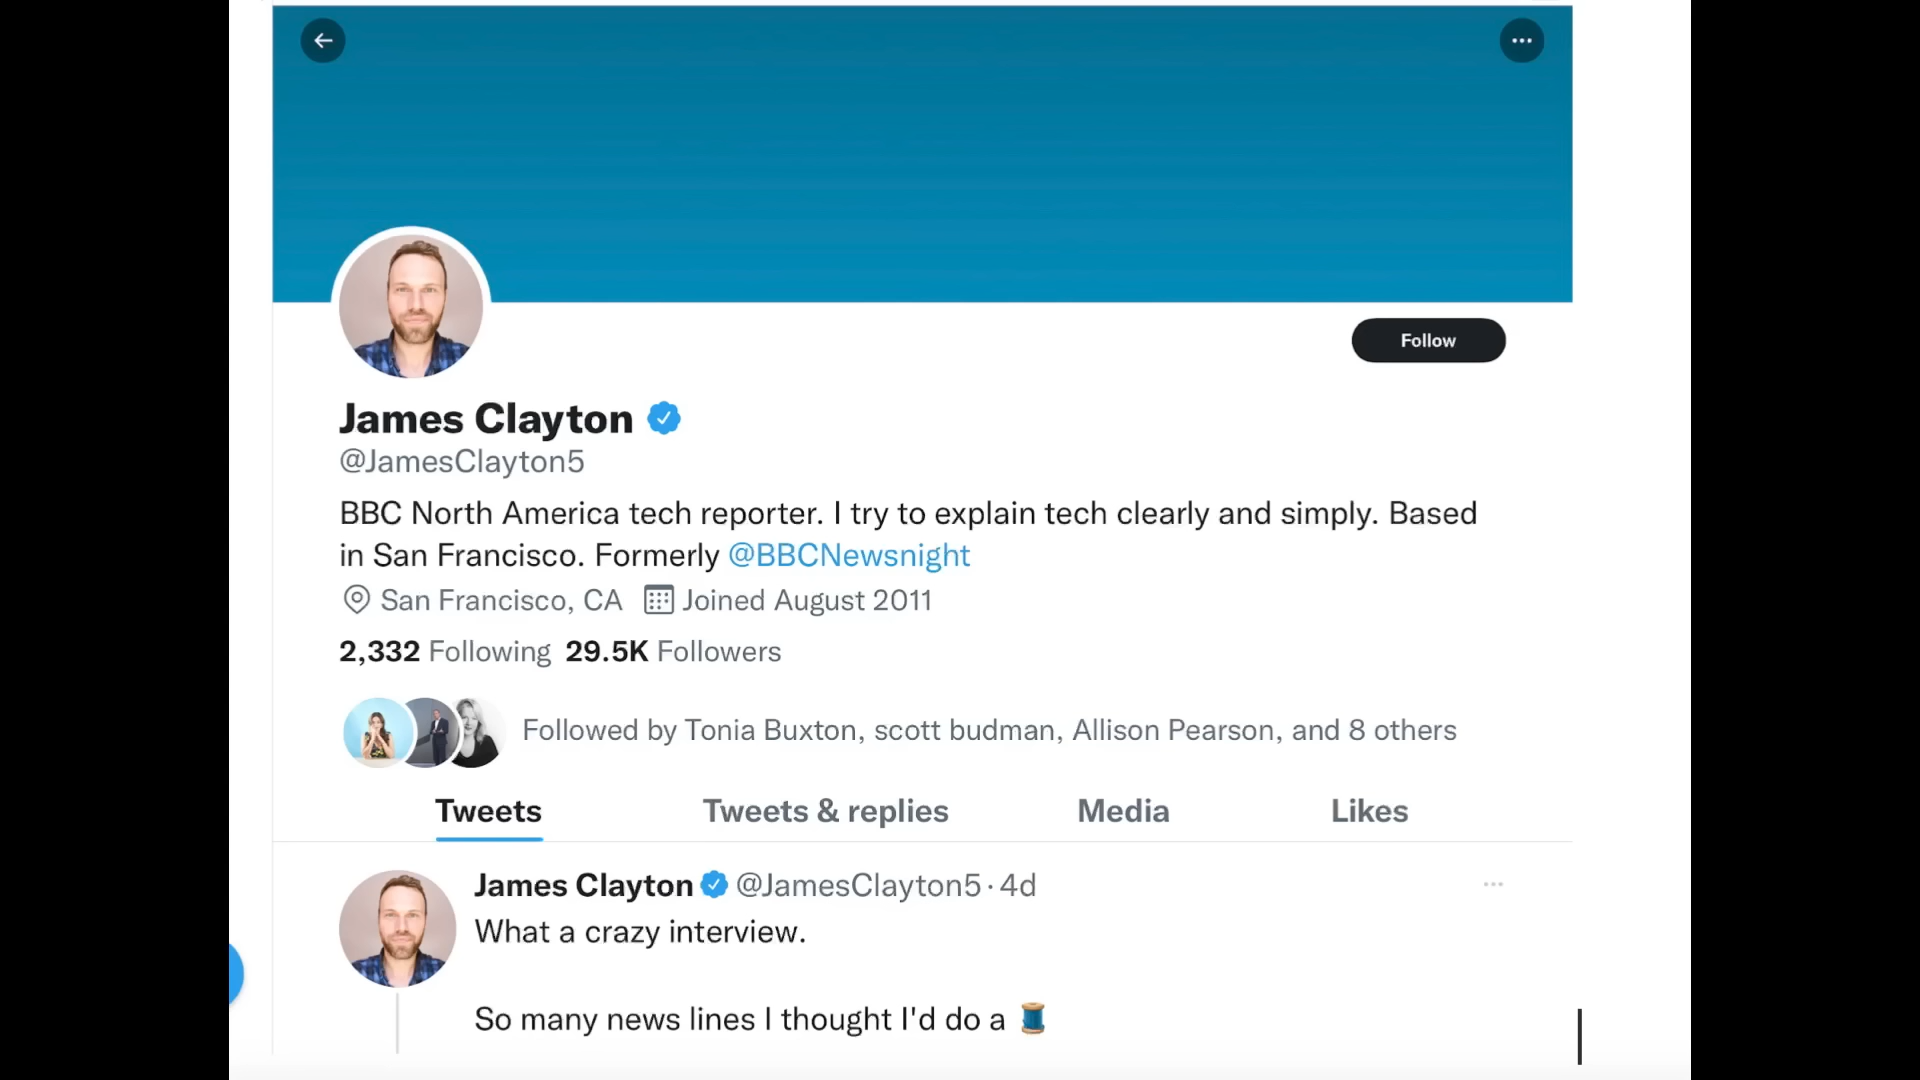 Follow
James Clayton
@JamesClayton5
BBC North America tech reporter. I try to explain tech clearly and simply. Based
in San Francisco. Formerly @BBCNewsnight
San Francisco, CA Joined August 2011
2,332 Following 29.5K Followers
Followed by Tonia Buxton, scott budman, Allison Pearson, and 8 others
Tweets Tweets & replies Media Likes
James Clayton @JamesClayton5 · 4d
What a crazy interview.
So many news lines I thought I'd do a